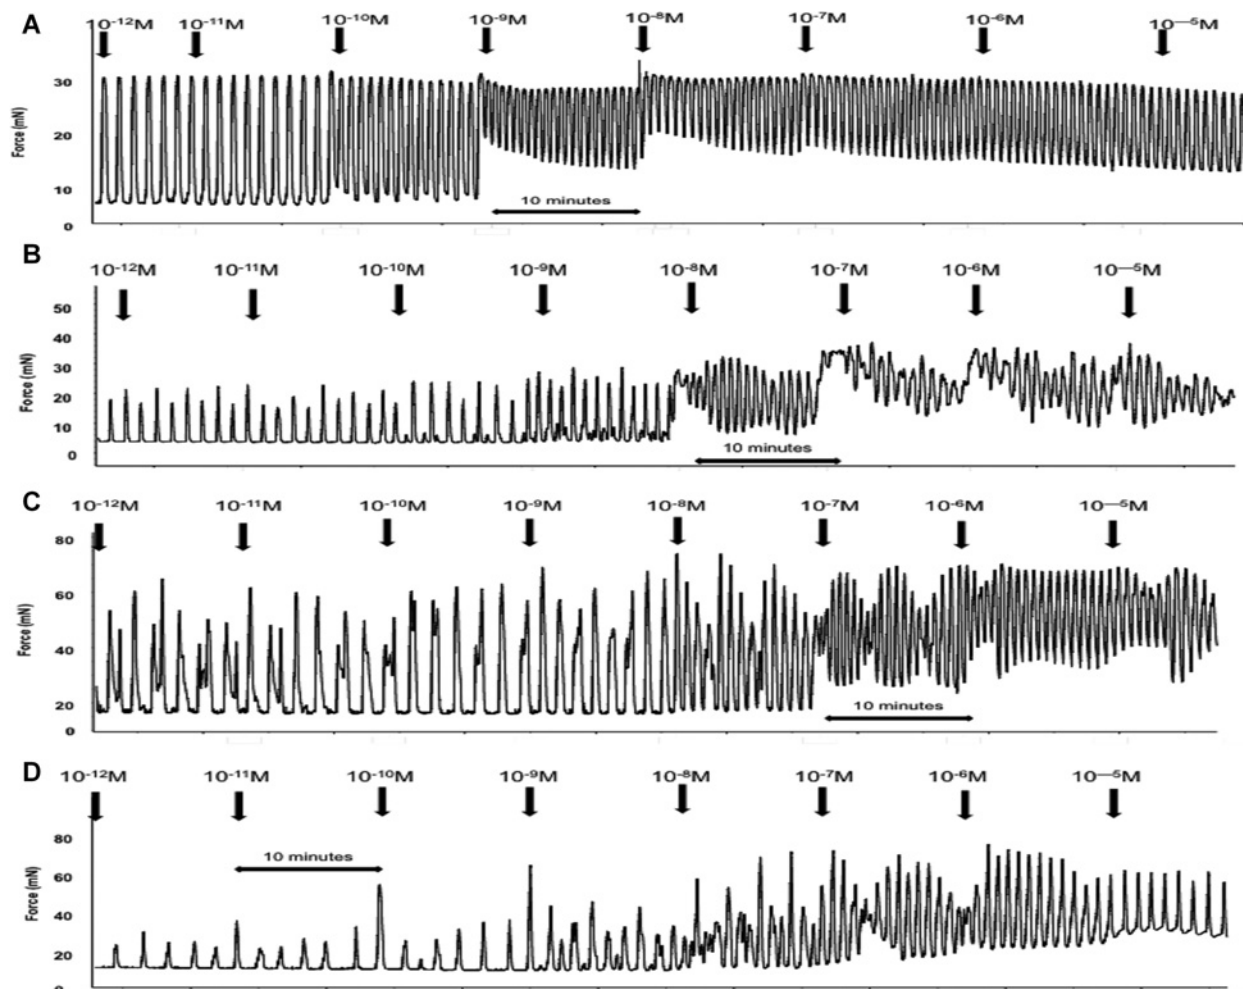 A
10⁻¹²M 10⁻¹¹M 10⁻¹⁰M 10⁻⁹M 10⁻⁸M 10⁻⁷M 10⁻⁶M 10⁻⁵M
Force (mN)
30
20
10
0
10 minutes
B
10⁻¹²M 10⁻¹¹M 10⁻¹⁰M 10⁻⁹M 10⁻⁸M 10⁻⁷M 10⁻⁶M 10⁻⁵M
Force (mN)
50
40
30
20
10
0
10 minutes
C
10⁻¹²M 10⁻¹¹M 10⁻¹⁰M 10⁻⁹M 10⁻⁸M 10⁻⁷M 10⁻⁶M 10⁻⁵M
Force (mN)
80
60
40
20
0
10 minutes
D
10⁻¹²M 10⁻¹¹M 10⁻¹⁰M 10⁻⁹M 10⁻⁸M 10⁻⁷M 10⁻⁶M 10⁻⁵M
Force (mN)
80
60
40
20
0
10 minutes